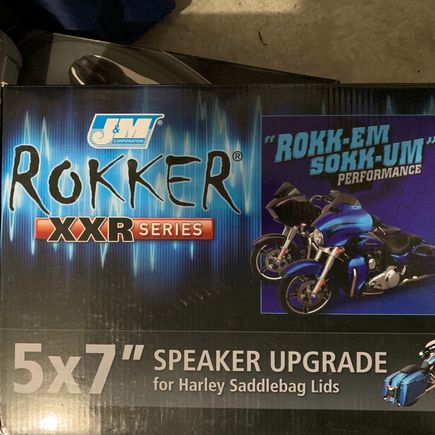 J&M
CORPORATION
ROKKER®
XXR SERIES
"ROKK-EM
SOKK-UM"
PERFORMANCE
5x7" SPEAKER UPGRADE
for Harley Saddlebag Lids